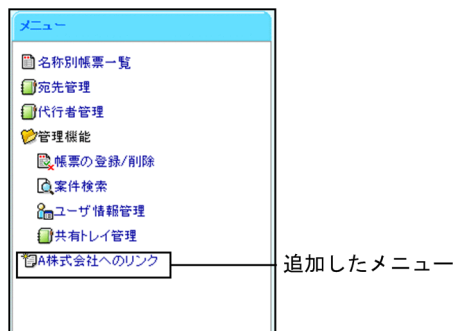 メニュー
名称別帳票一覧
宛先管理
代行者管理
管理機能
帳票の登録/削除
案件検索
ユーザ情報管理
共有トレイ管理
A株式会社へのリンク
追加したメニュー